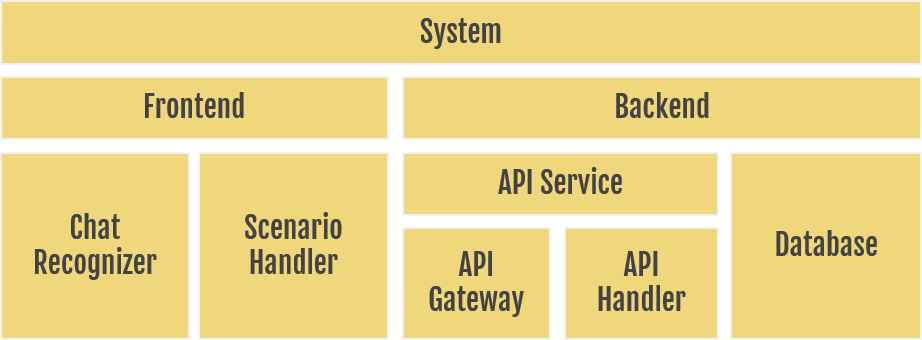 System
Frontend
Backend
Chat
Recognizer
Scenario
Handler
API Service
API
Gateway
API
Handler
Database